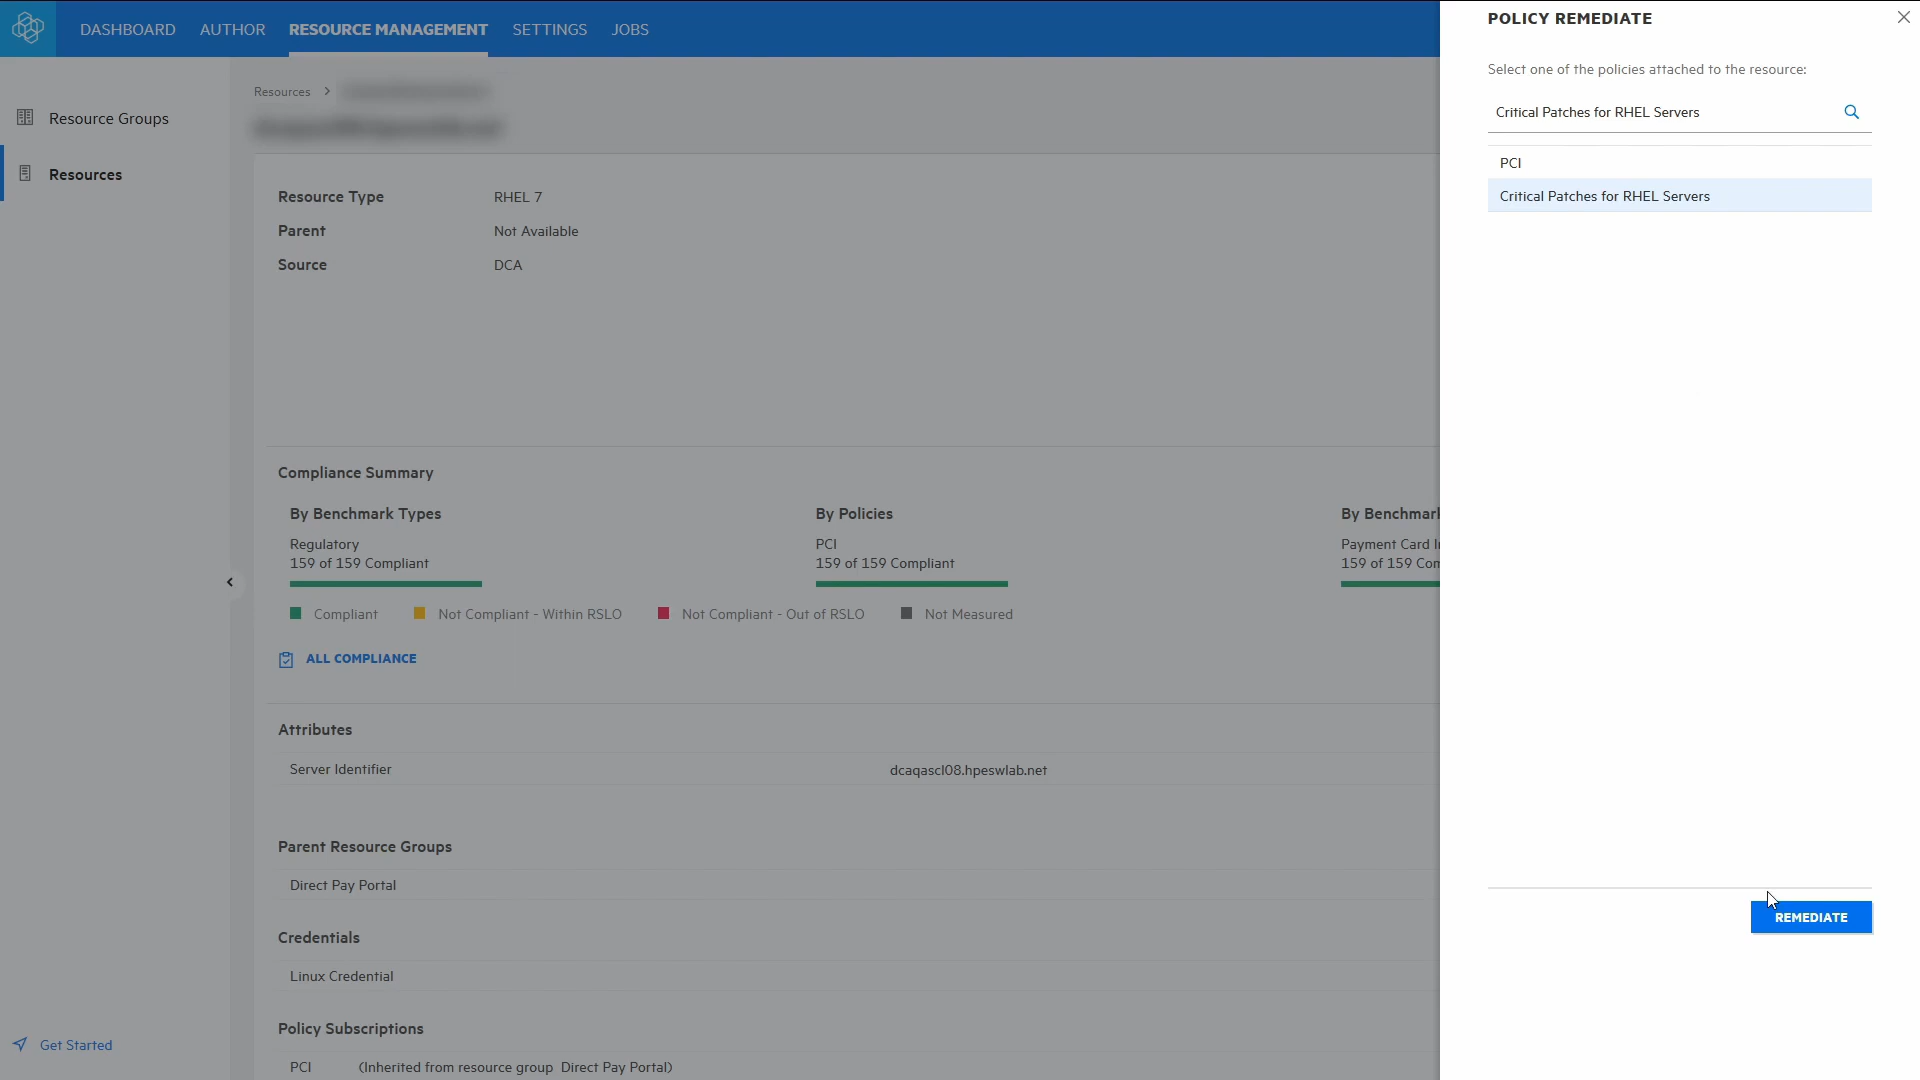 DASHBOARD AUTHOR RESOURCE MANAGEMENT SETTINGS JOBS
Resource Groups
Resources
Get Started
Resources >
Resource Type RHEL 7
Parent Not Available
Source DCA
Compliance Summary
By Benchmark Types By Policies By Benchmar
Regulatory PCI Payment Card I
159 of 159 Compliant 159 of 159 Compliant 159 of 159 Com
Compliant Not Compliant - Within RSLO Not Compliant - Out of RSLO Not Measured
ALL COMPLIANCE
Attributes
Server Identifier dcaqascl08.hpeswlab.net
Parent Resource Groups
Direct Pay Portal
Credentials
Linux Credential
Policy Subscriptions
PCI (Inherited from resource group Direct Pay Portal)
POLICY REMEDIATE
Select one of the policies attached to the resource:
Critical Patches for RHEL Servers
PCI
Critical Patches for RHEL Servers
REMEDIATE